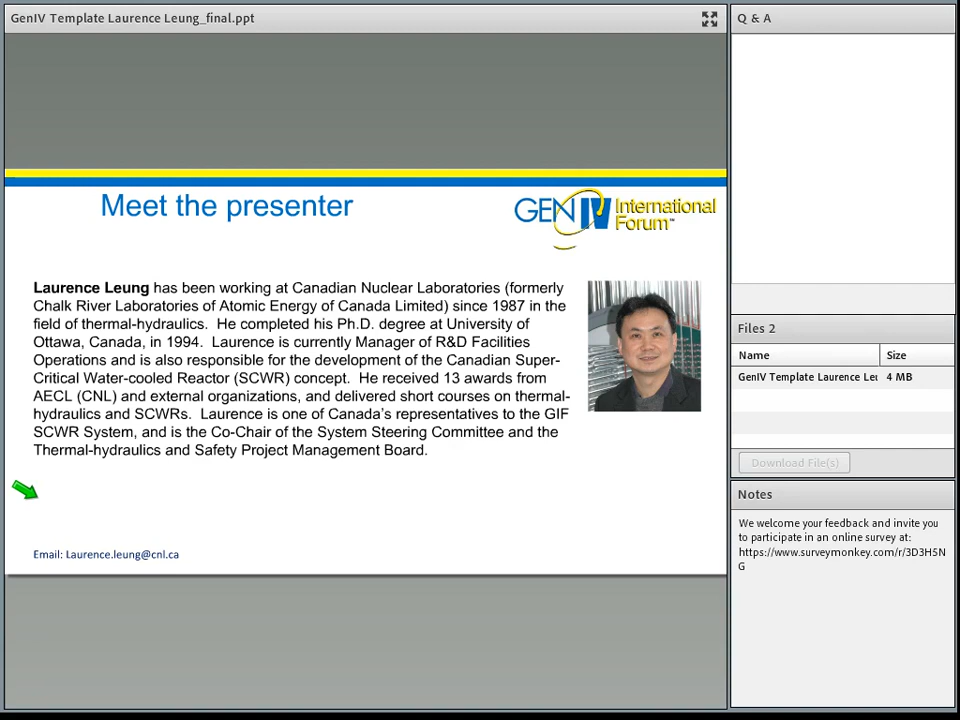 GenIV Template Laurence Leung_final.ppt
Meet the presenter
GEN IV International
Forum™
Laurence Leung has been working at Canadian Nuclear Laboratories (formerly
Chalk River Laboratories of Atomic Energy of Canada Limited) since 1987 in the
field of thermal-hydraulics. He completed his Ph.D. degree at University of
Ottawa, Canada, in 1994. Laurence is currently Manager of R&D Facilities
Operations and is also responsible for the development of the Canadian Super-
Critical Water-cooled Reactor (SCWR) concept. He received 13 awards from
AECL (CNL) and external organizations, and delivered short courses on thermal-
hydraulics and SCWRs. Laurence is one of Canada's representatives to the GIF
SCWR System, and is the Co-Chair of the System Steering Committee and the
Thermal-hydraulics and Safety Project Management Board.
Email: Laurence.leung@cnl.ca
Q & A
Files 2
Name Size
GenIV Template Laurence Leu 4 MB
Download File(s)
Notes
We welcome your feedback and invite you
to participate in an online survey at:
https://www.surveymonkey.com/r/3D3H5N
G